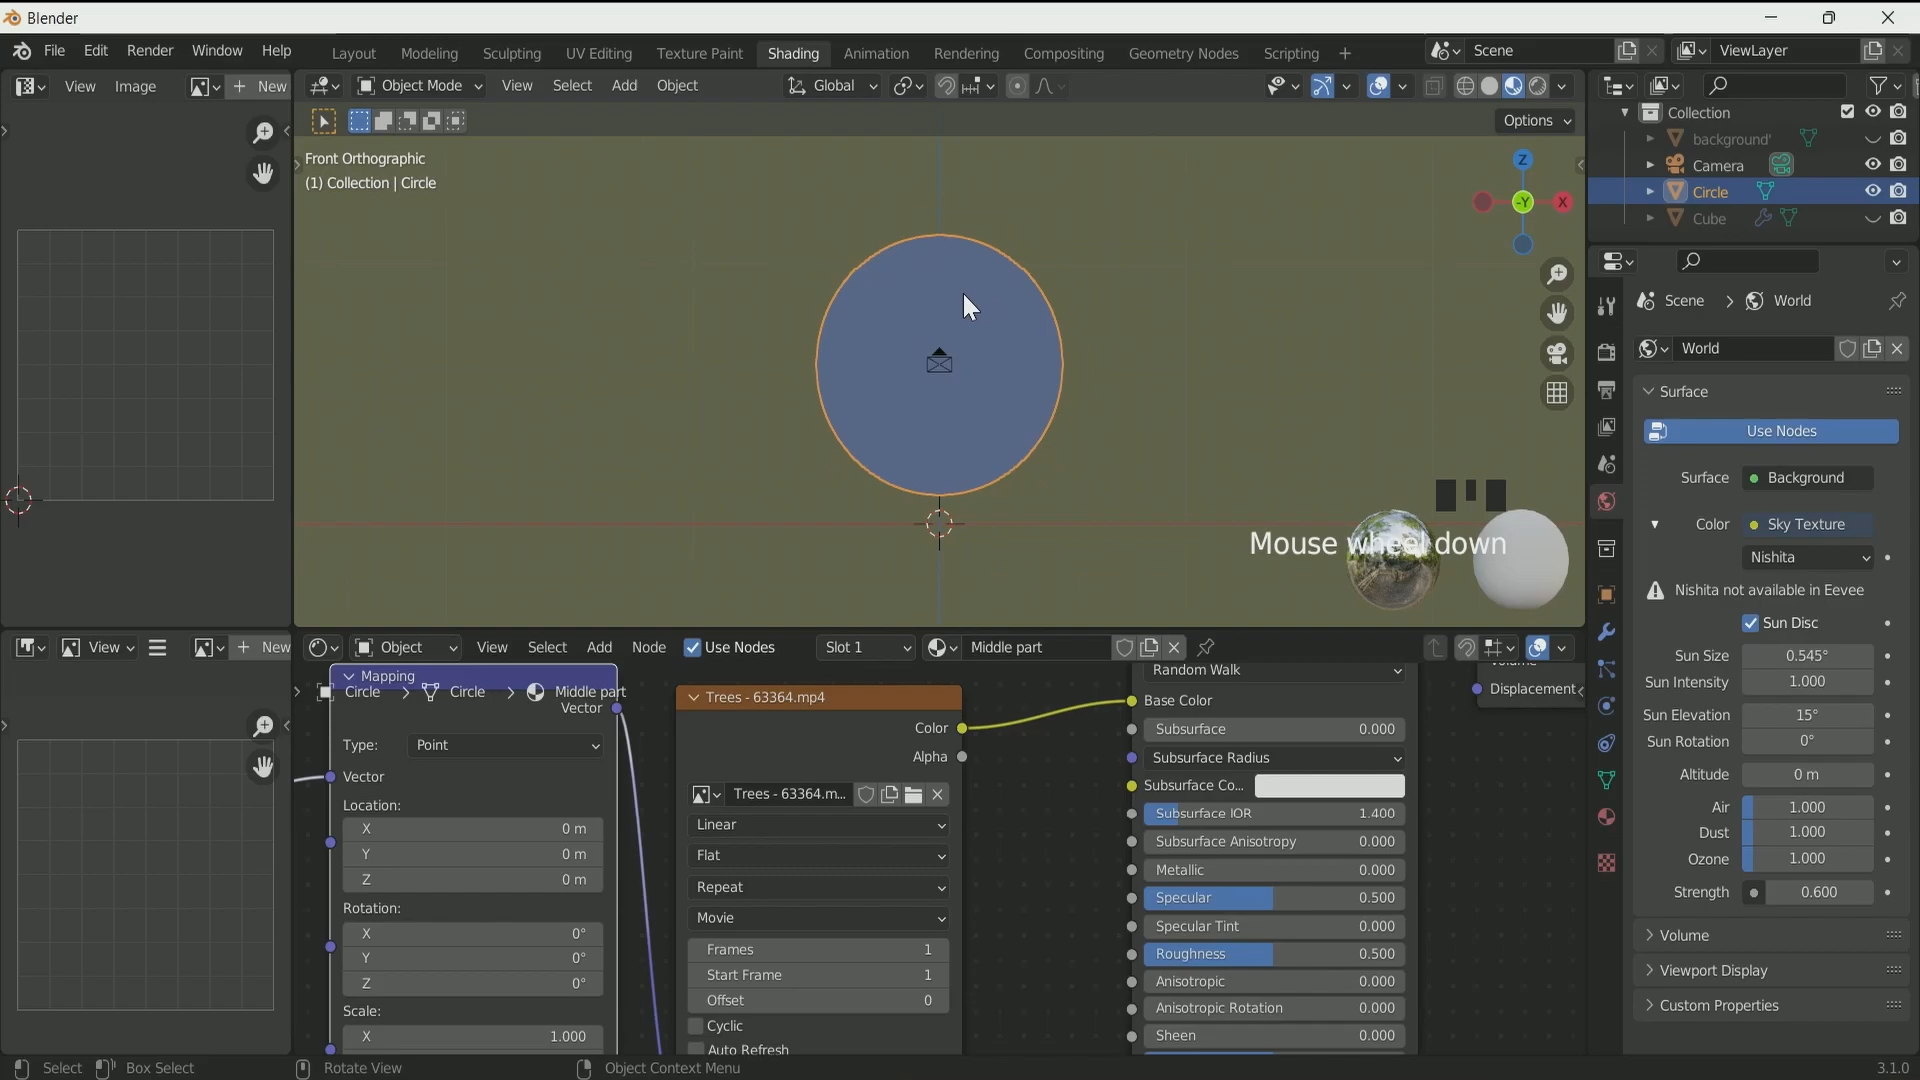 Blender
File Edit Render Window Help
Layout Modeling Sculpting UV Editing Texture Paint Shading Animation Rendering Compositing Geometry Nodes Scripting +
Scene
ViewLayer
View Image + New
Object Mode View Select Add Object
Global
Options
Front Orthographic
(1) Collection | Circle
Z
-Y
X
Mouse wheel down
Collection
background'
Camera
Circle
Cube
Scene > World
World
Surface
Use Nodes
Surface Background
Color Sky Texture
Nishita
Nishita not available in Eevee
Sun Disc
Sun Size 0.545°
Sun Intensity 1.000
Sun Elevation 15°
Sun Rotation 0°
Altitude 0 m
Air 1.000
Dust 1.000
Ozone 1.000
Strength 0.600
Volume
Viewport Display
Custom Properties
View + New
Object View Select Add Node Use Nodes Slot 1 Middle part
Mapping
Circle > Circle > Middle part
Vector
Type: Point
Vector
Location:
X 0 m
Y 0 m
Z 0 m
Rotation:
X 0°
Y 0°
Z 0°
Scale:
X 1.000
Trees - 63364.mp4
Color
Alpha
Trees - 63364.m...
Linear
Flat
Repeat
Movie
Frames 1
Start Frame 1
Offset 0
Cyclic
Auto Refresh
Random Walk
Base Color
Subsurface 0.000
Subsurface Radius
Subsurface Co...
Subsurface IOR 1.400
Subsurface Anisotropy 0.000
Metallic 0.000
Specular 0.500
Specular Tint 0.000
Roughness 0.500
Anisotropic 0.000
Anisotropic Rotation 0.000
Sheen 0.000
Volume
Displacement
Select Box Select Rotate View Object Context Menu 3.1.0